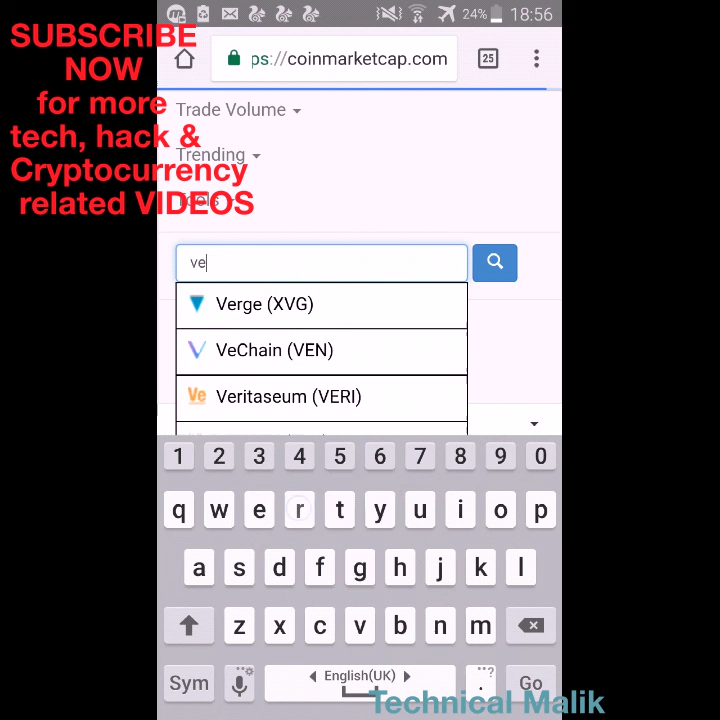 24% 18:56
ps://coinmarketcap.com
25
SUBSCRIBE
NOW
for more
tech, hack &
Cryptocurrency
related VIDEOS
Trade Volume
Trending
Tools
ve
Verge (XVG)
VeChain (VEN)
Ve Veritaseum (VERI)
1 2 3 4 5 6 7 8 9 0
q w e r t y u i o p
a s d f g h j k l
z x c v b n m
Sym English(UK) . Go
Technical Malik